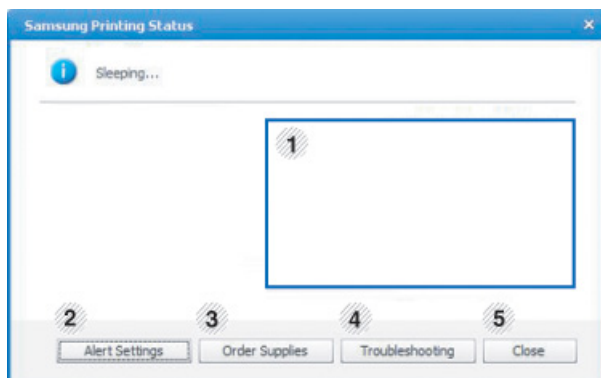 Samsung Printing Status
Sleeping...
1
2 3 4 5
Alert Settings Order Supplies Troubleshooting Close